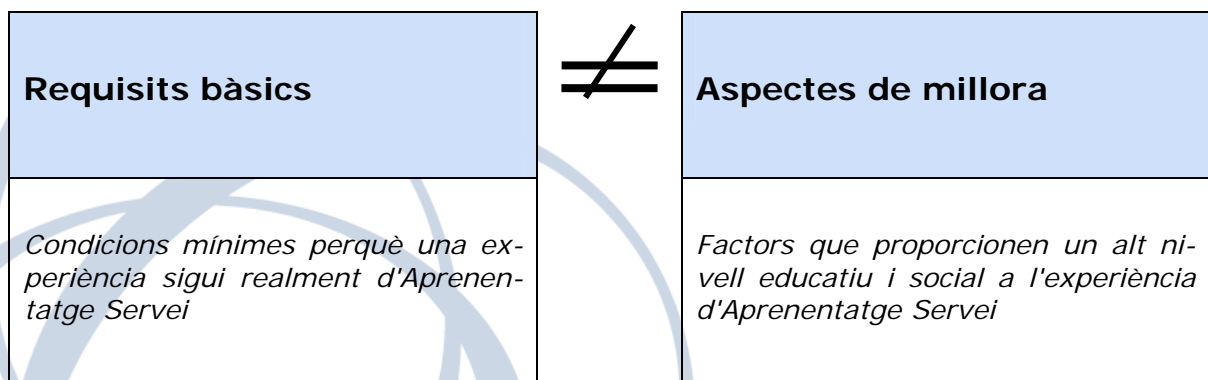 Requisits bàsics
≠
Aspectes de millora
Condicions mínimes perquè una ex-
periència sigui realment d'Aprenen-
tatge Servei
Factors que proporcionen un alt ni-
vell educatiu i social a l'experiència
d'Aprenentatge Servei